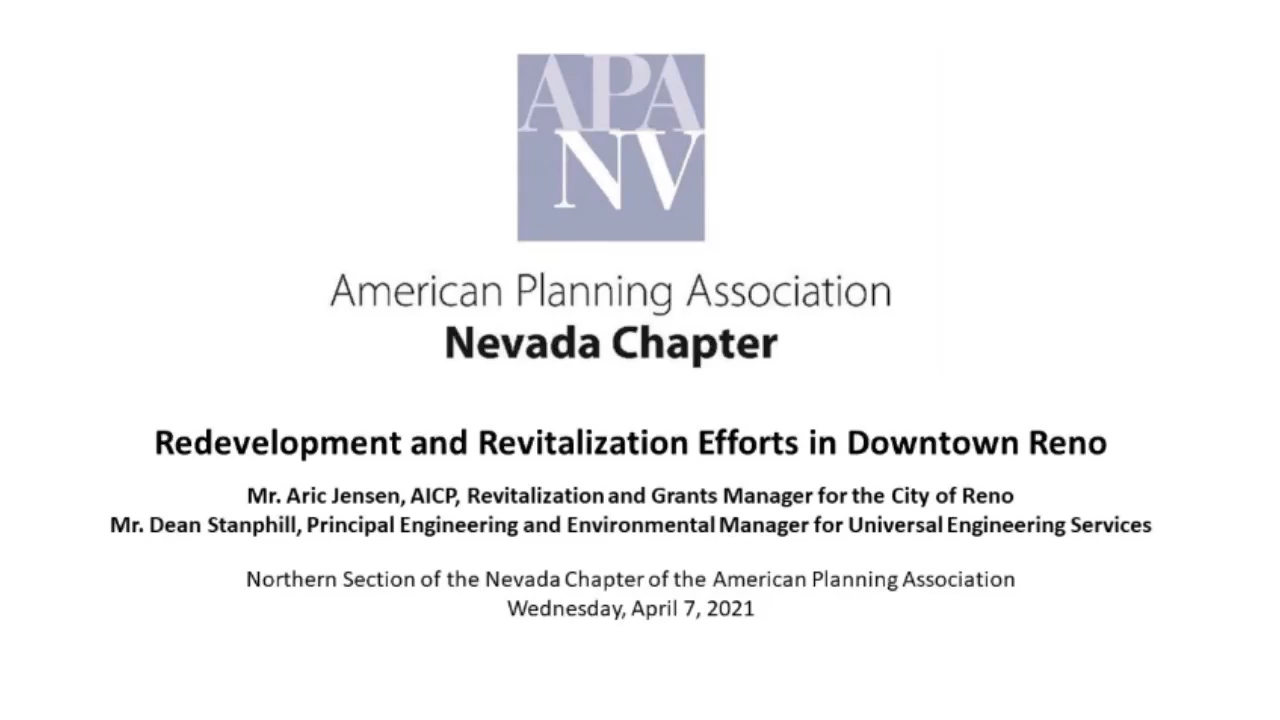 APA
NV
American Planning Association
Nevada Chapter
Redevelopment and Revitalization Efforts in Downtown Reno
Mr. Aric Jensen, AICP, Revitalization and Grants Manager for the City of Reno
Mr. Dean Stanphill, Principal Engineering and Environmental Manager for Universal Engineering Services
Northern Section of the Nevada Chapter of the American Planning Association
Wednesday, April 7, 2021